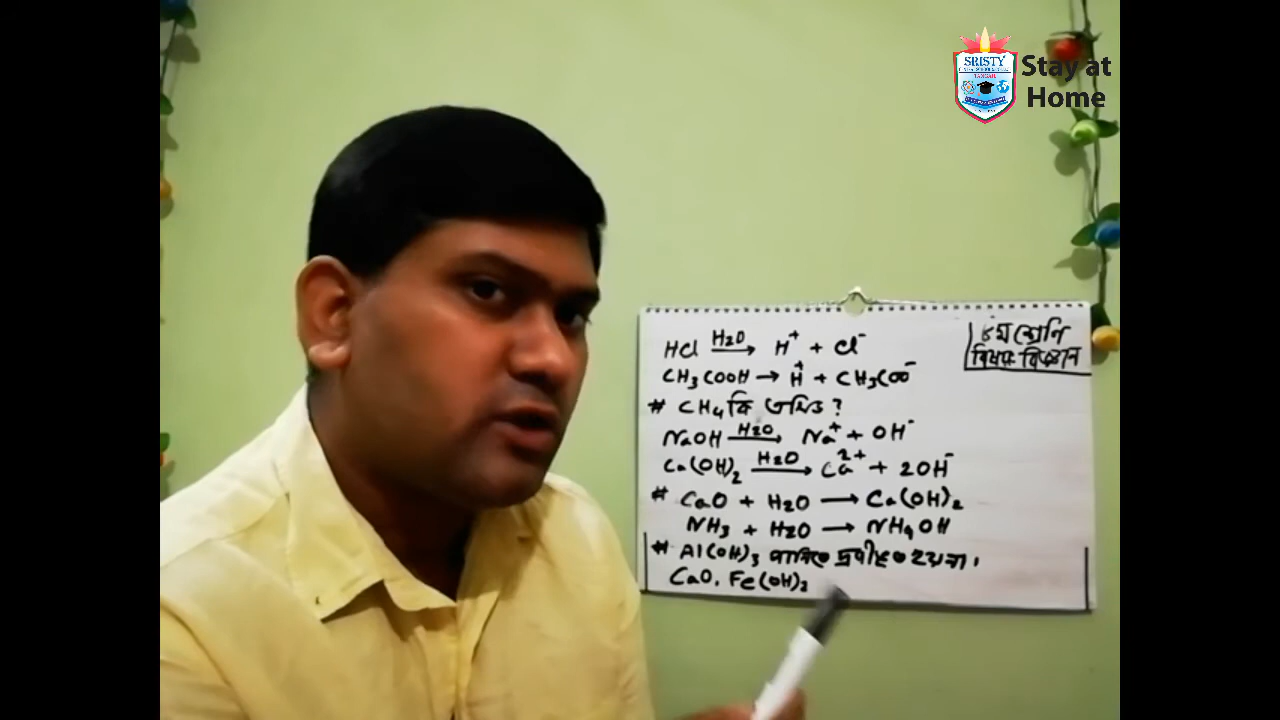 SRISTY
Stay at
Home
৮ম শ্রেনি
বিষয়: বিজ্ঞান
HCl H2O → H+ + Cl-
CH3COOH → H+ + CH3COO-
# CH4 কি এসিড ?
NaOH H2O → Na+ + OH-
Ca(OH)2 H2O → Ca2+ + 2OH-
# CaO + H2O → Ca(OH)2
NH3 + H2O → NH4OH
# Al(OH)3 পানিতে দ্রবীভূত হয় না।
CaO, Fe(OH)2